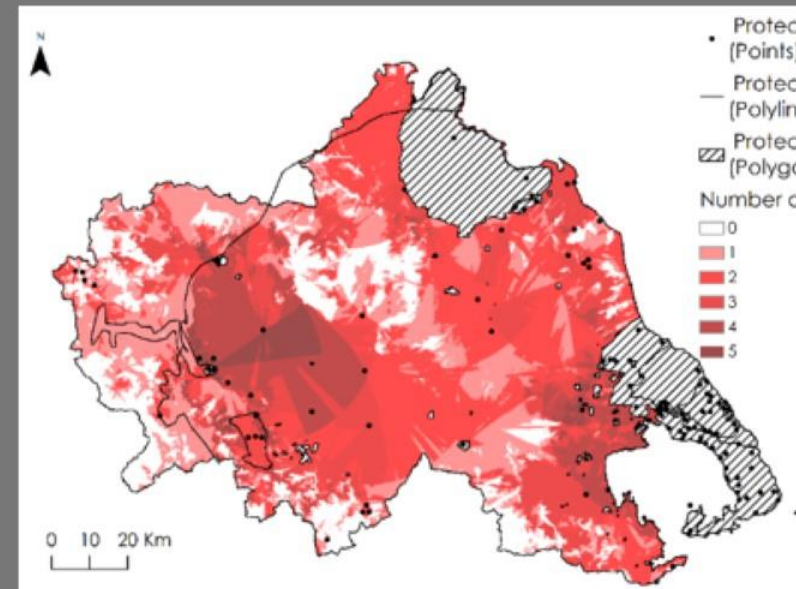 N
Protec
(Points)
Protec
(Polylin
Protec
(Polygo
Number o
0
1
2
3
4
5
0 10 20 Km